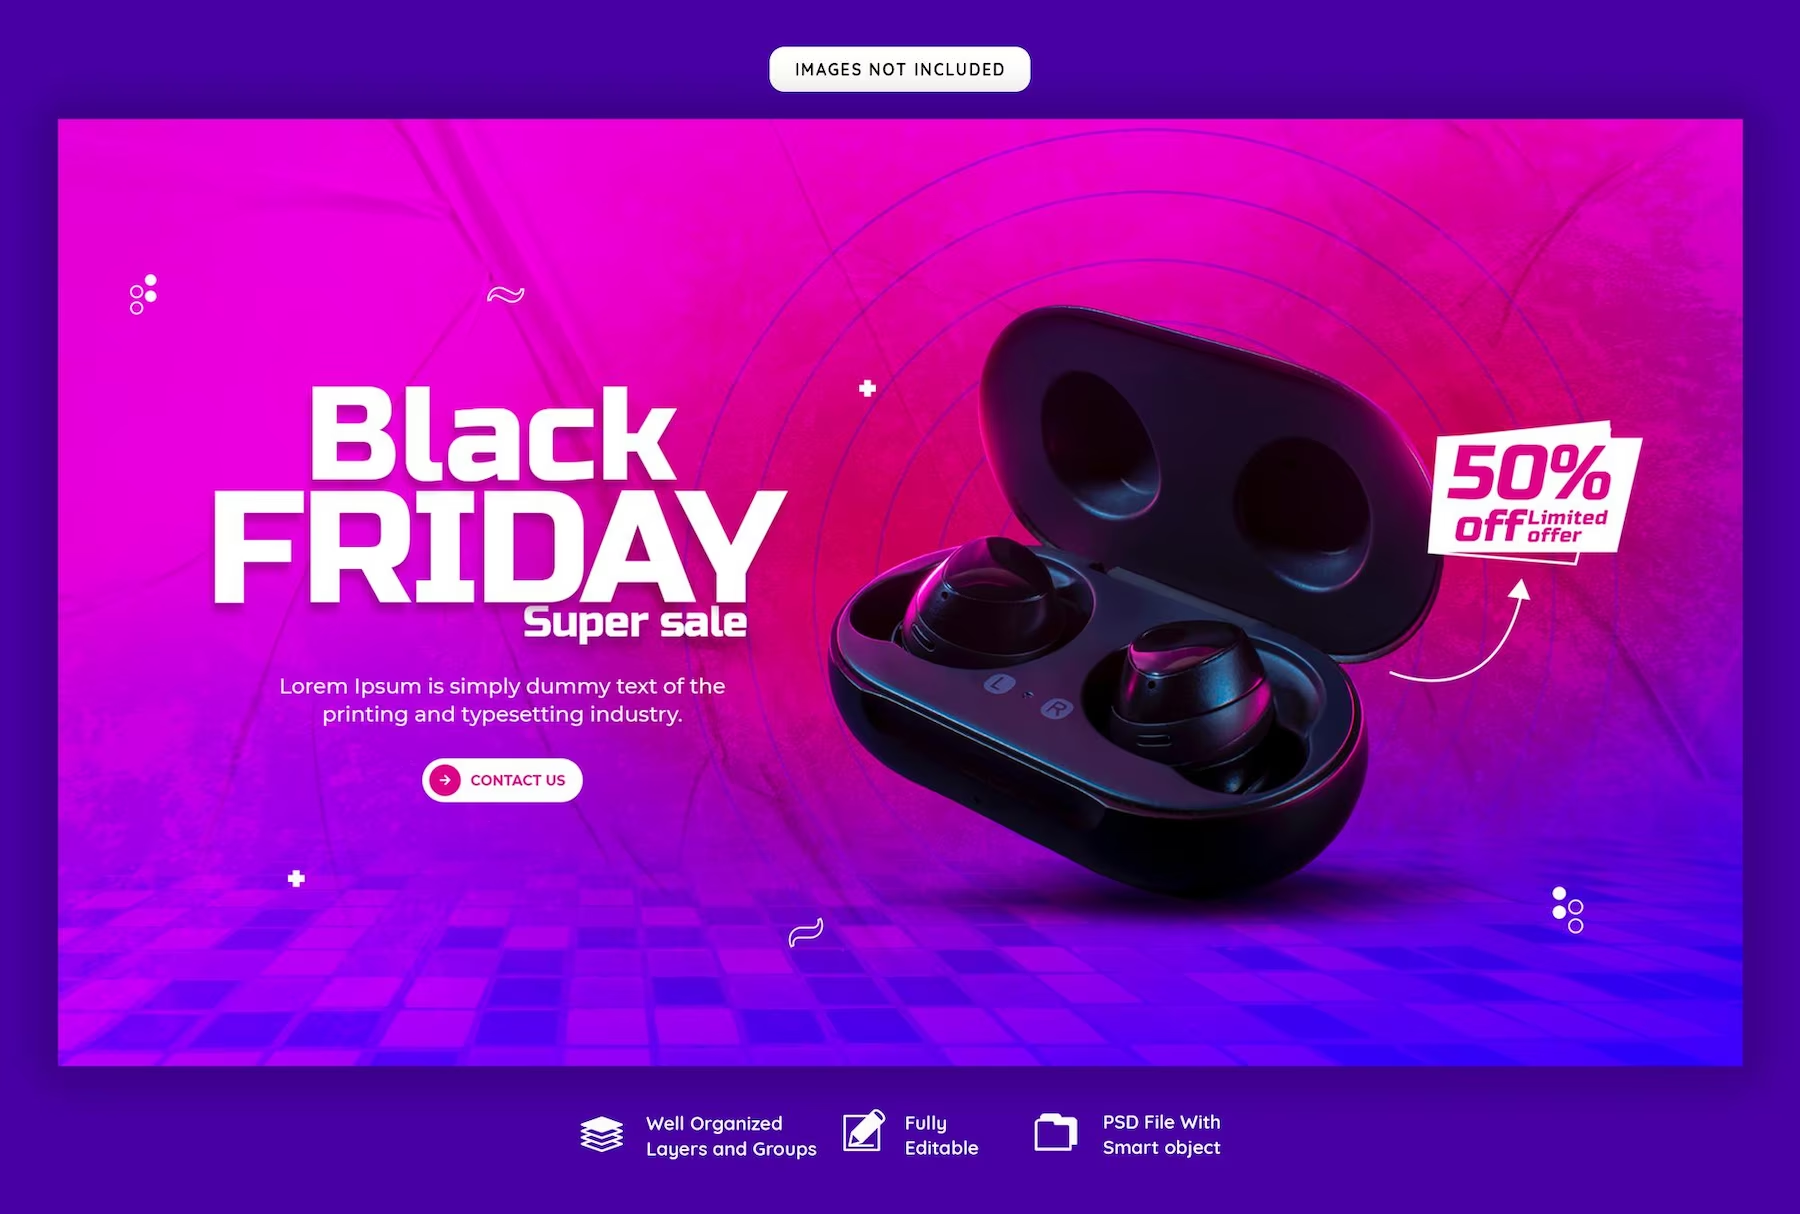 IMAGES NOT INCLUDED
Black
FRIDAY
Super sale
Lorem Ipsum is simply dummy text of the
printing and typesetting industry.
CONTACT US
L
R
50%
off Limited
offer
Well Organized
Layers and Groups
Fully
Editable
PSD File With
Smart object